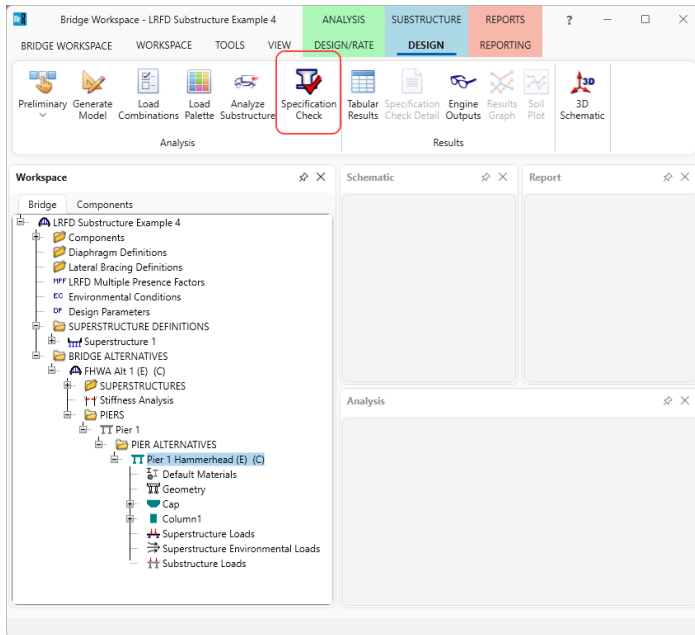 Br Bridge Workspace - LRFD Substructure Example 4 ANALYSIS SUBSTRUCTURE REPORTS ?
BRIDGE WORKSPACE WORKSPACE TOOLS VIEW DESIGN/RATE DESIGN REPORTING
Preliminary Generate Model Load Combinations Load Palette Analyze Substructure Specification Check Tabular Results Specification Check Detail Engine Outputs Results Graph Soil Plot 3D 3D Schematic
Analysis Results
Workspace Schematic Report
Bridge Components
LRFD Substructure Example 4
Components
Diaphragm Definitions
Lateral Bracing Definitions
MPF LRFD Multiple Presence Factors
EC Environmental Conditions
DP Design Parameters
SUPERSTRUCTURE DEFINITIONS
Superstructure 1
BRIDGE ALTERNATIVES
FHWA Alt 1 (E) (C)
SUPERSTRUCTURES
Stiffness Analysis
PIERS
Pier 1
PIER ALTERNATIVES
Pier 1 Hammerhead (E) (C)
Default Materials
Geometry
Cap
Column1
Superstructure Loads
Superstructure Environmental Loads
Substructure Loads
Analysis